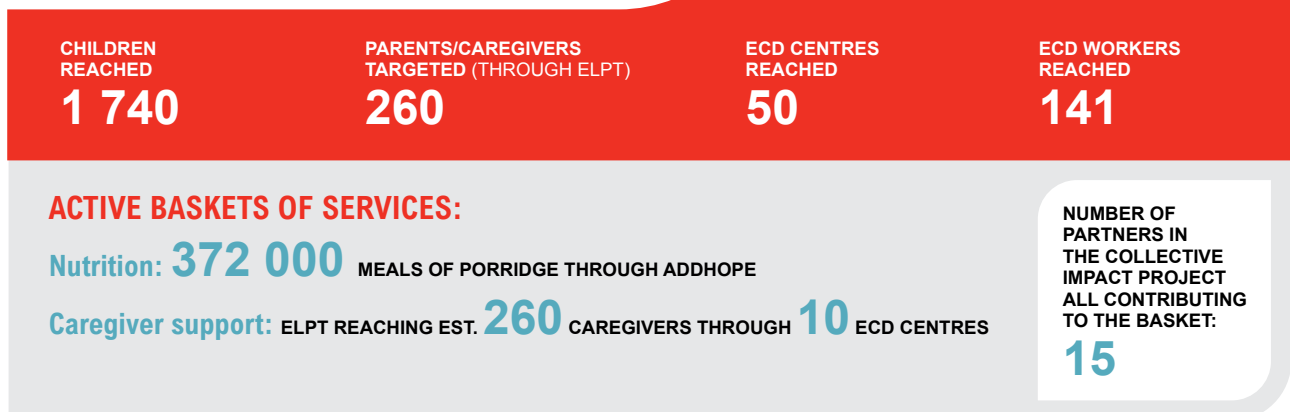 CHILDREN
REACHED
1 740
PARENTS/CAREGIVERS
TARGETED (THROUGH ELPT)
260
ECD CENTRES
REACHED
50
ECD WORKERS
REACHED
141
ACTIVE BASKETS OF SERVICES:
Nutrition: 372 000 MEALS OF PORRIDGE THROUGH ADDHOPE
Caregiver support: ELPT REACHING EST. 260 CAREGIVERS THROUGH 10 ECD CENTRES
NUMBER OF
PARTNERS IN
THE COLLECTIVE
IMPACT PROJECT
ALL CONTRIBUTING
TO THE BASKET:
15